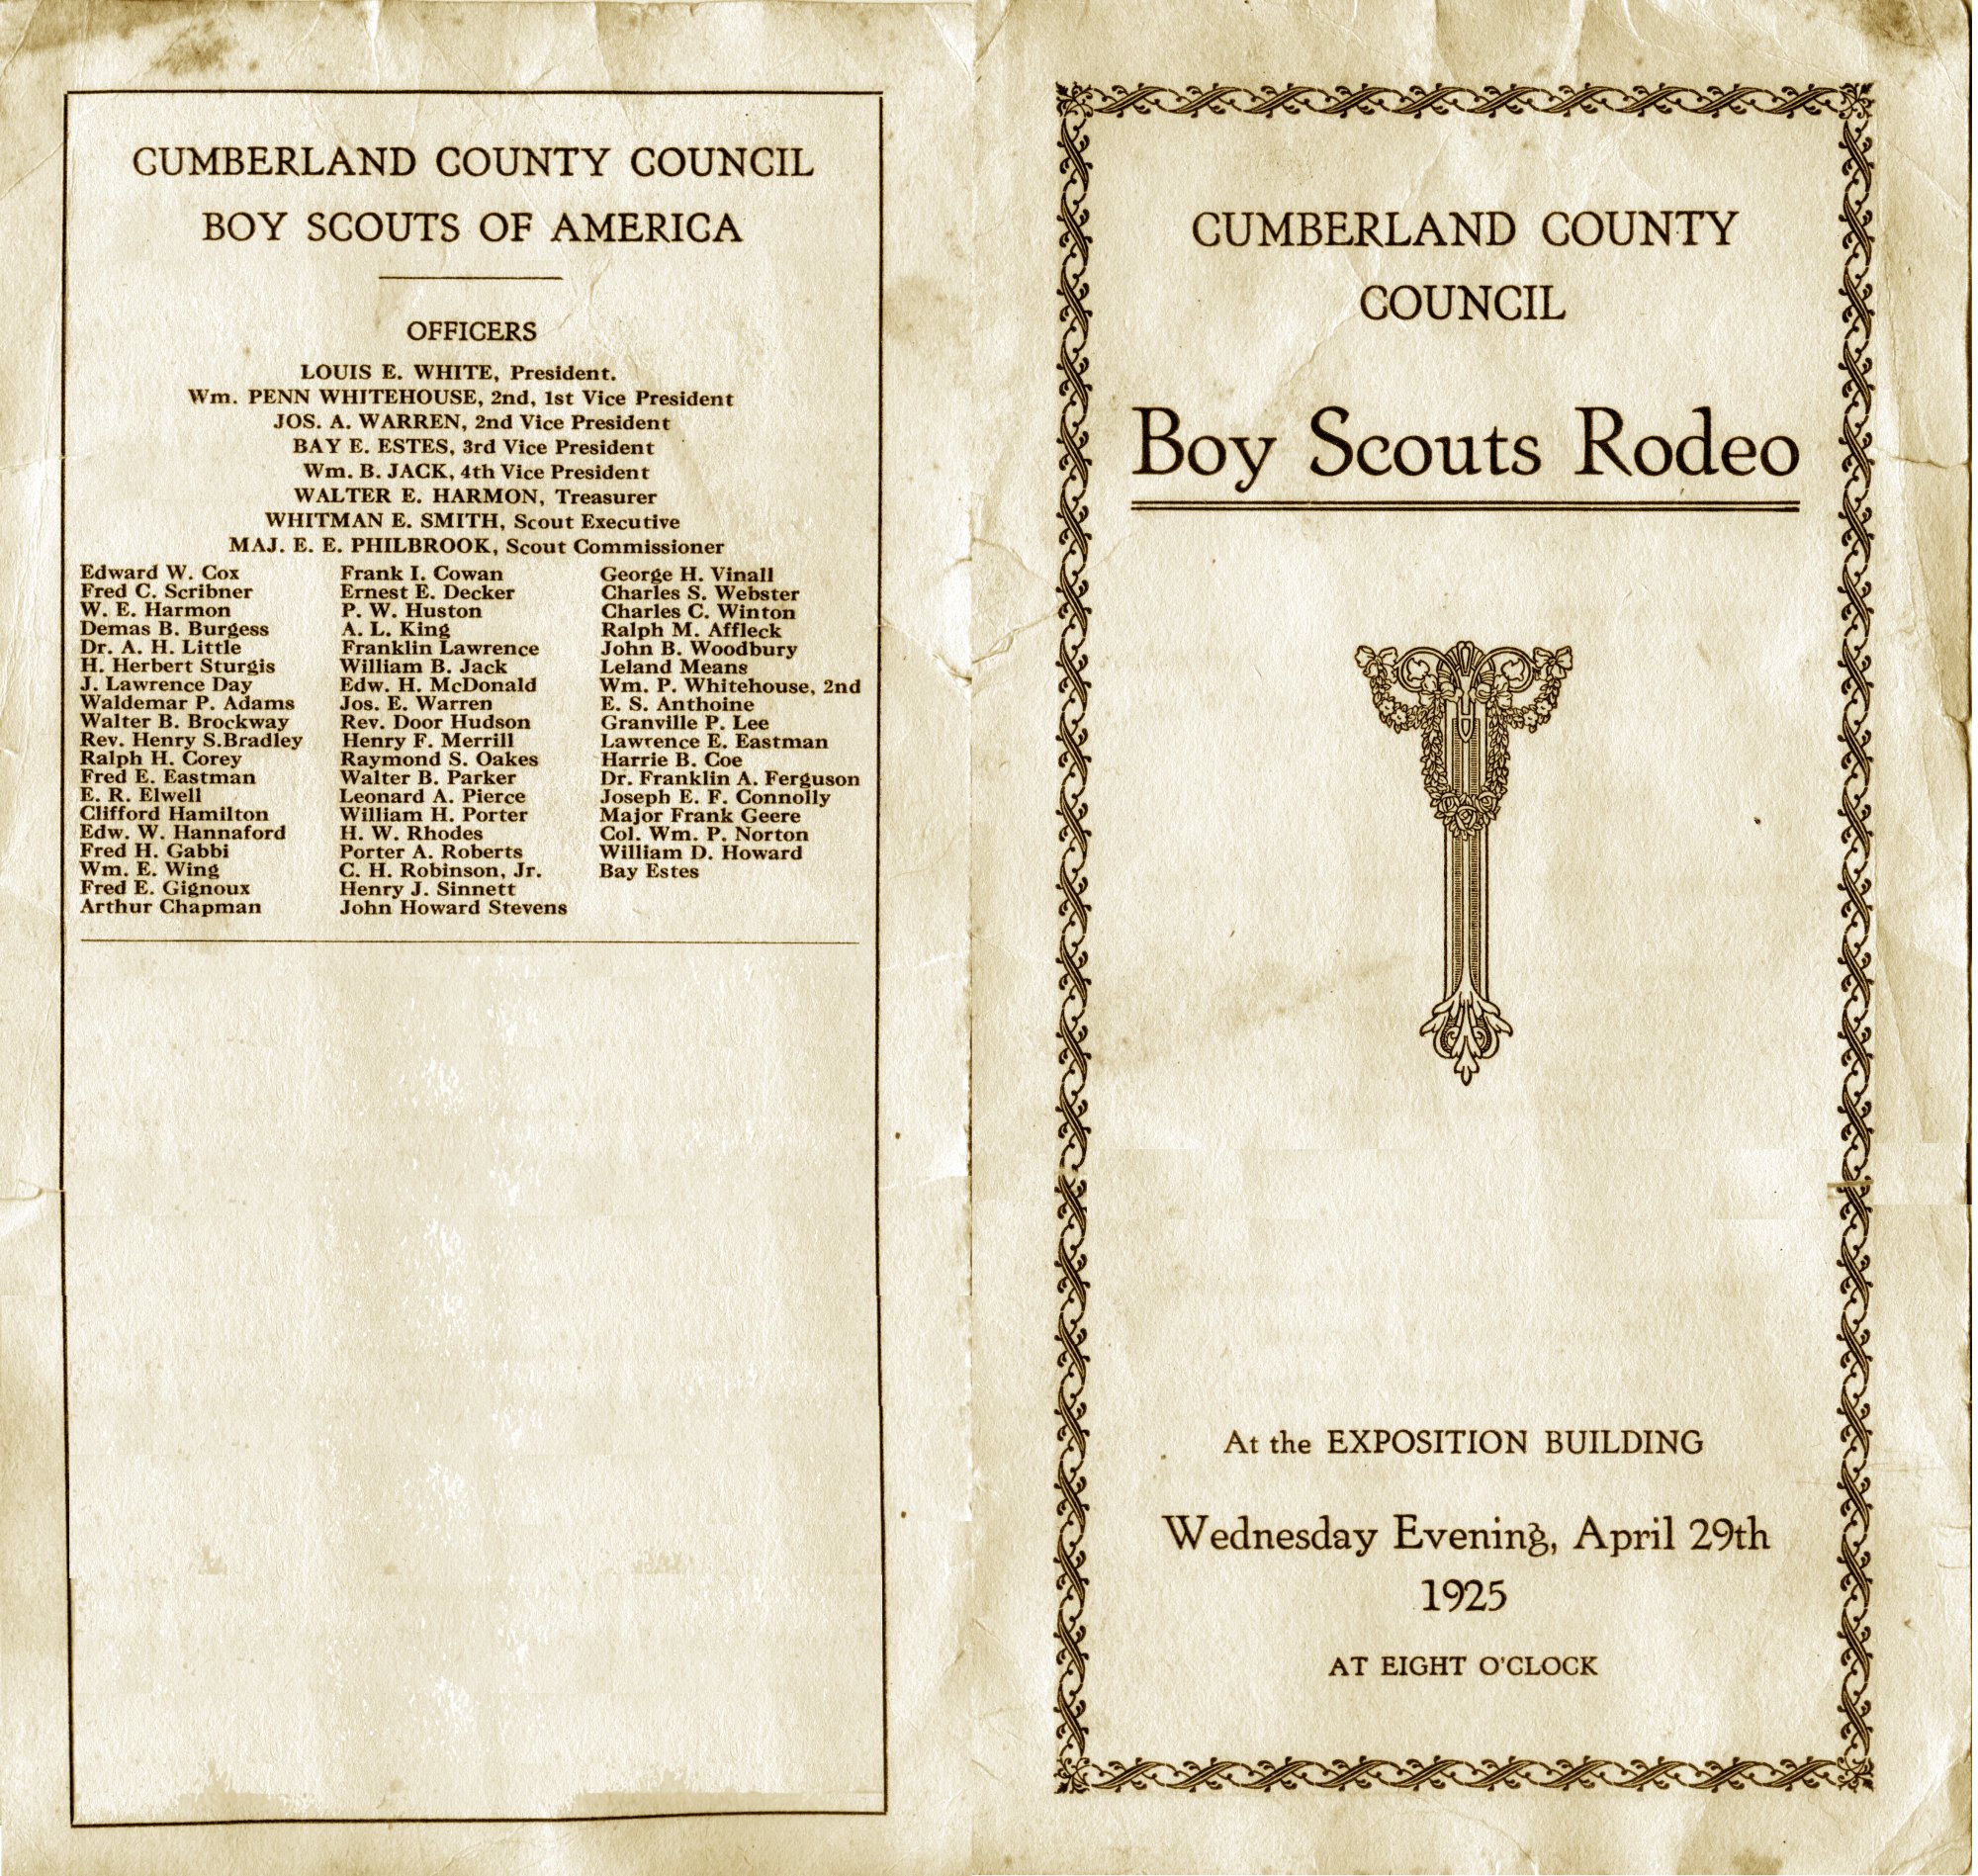 CUMBERLAND COUNTY COUNCIL
BOY SCOUTS OF AMERICA
OFFICERS
LOUIS E. WHITE, President.
Wm. PENN WHITEHOUSE, 2nd, 1st Vice President
JOS. A. WARREN, 2nd Vice President
BAY E. ESTES, 3rd Vice President
Wm. B. JACK, 4th Vice President
WALTER E. HARMON, Treasurer
WHITMAN E. SMITH, Scout Executive
MAJ. E. E. PHILBROOK, Scout Commissioner
Edward W. Cox
Fred C. Scribner
W. E. Harmon
Demas B. Burgess
Dr. A. H. Little
H. Herbert Sturgis
J. Lawrence Day
Waldemar P. Adams
Walter B. Brockway
Rev. Henry S.Bradley
Ralph H. Corey
Fred E. Eastman
E. R. Elwell
Clifford Hamilton
Edw. W. Hannaford
Fred H. Gabbi
Wm. E. Wing
Fred E. Gignoux
Arthur Chapman
Frank I. Cowan
Ernest E. Decker
P. W. Huston
A. L. King
Franklin Lawrence
William B. Jack
Edw. H. McDonald
Jos. E. Warren
Rev. Door Hudson
Henry F. Merrill
Raymond S. Oakes
Walter B. Parker
Leonard A. Pierce
William H. Porter
H. W. Rhodes
Porter A. Roberts
C. H. Robinson, Jr.
Henry J. Sinnett
John Howard Stevens
George H. Vinall
Charles S. Webster
Charles C. Winton
Ralph M. Affleck
John B. Woodbury
Leland Means
Wm. P. Whitehouse, 2nd
E. S. Anthoine
Granville P. Lee
Lawrence E. Eastman
Harrie B. Coe
Dr. Franklin A. Ferguson
Joseph E. F. Connolly
Major Frank Geere
Col. Wm. P. Norton
William D. Howard
Bay Estes
CUMBERLAND COUNTY
COUNCIL
Boy Scouts Rodeo
At the EXPOSITION BUILDING
Wednesday Evening, April 29th
1925
AT EIGHT O'CLOCK